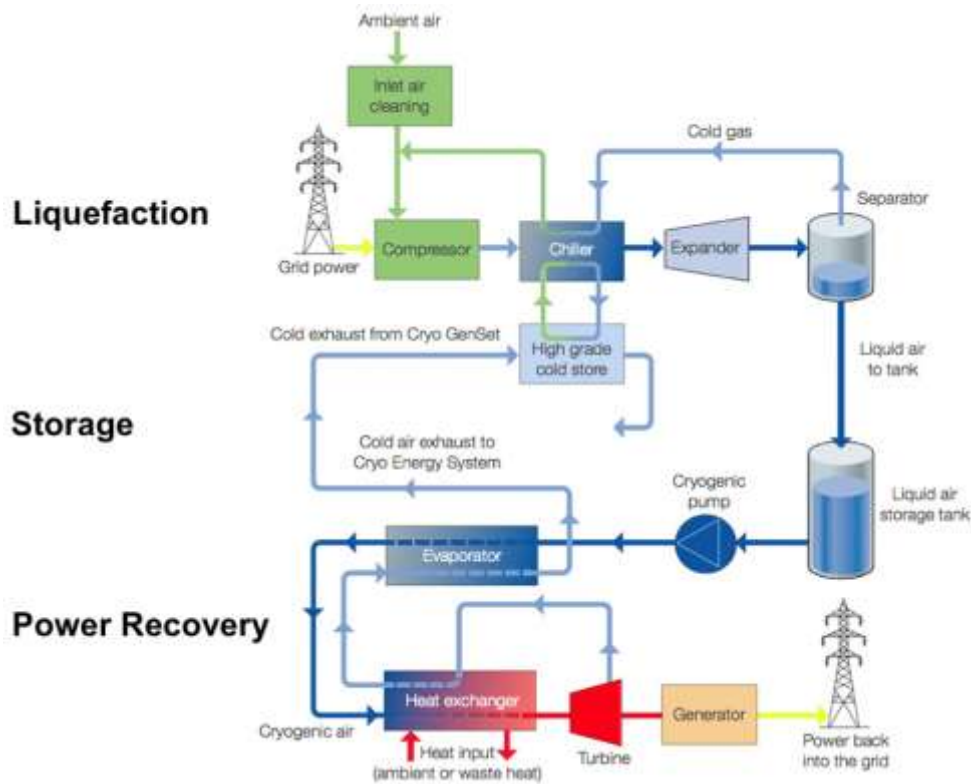 Ambient air
Inlet air
cleaning
Cold gas
Liquefaction
Separator
Compressor
Chiller
Expander
Grid power
Cold exhaust from Cryo GenSet
High grade
cold store
Liquid air
to tank
Storage
Cold air exhaust to
Cryo Energy System
Cryogenic
pump
Liquid air
storage tank
Evaporator
Power Recovery
Heat exchanger
Generator
Cryogenic air
Heat input
(ambient or waste heat)
Turbine
Power back
into the grid